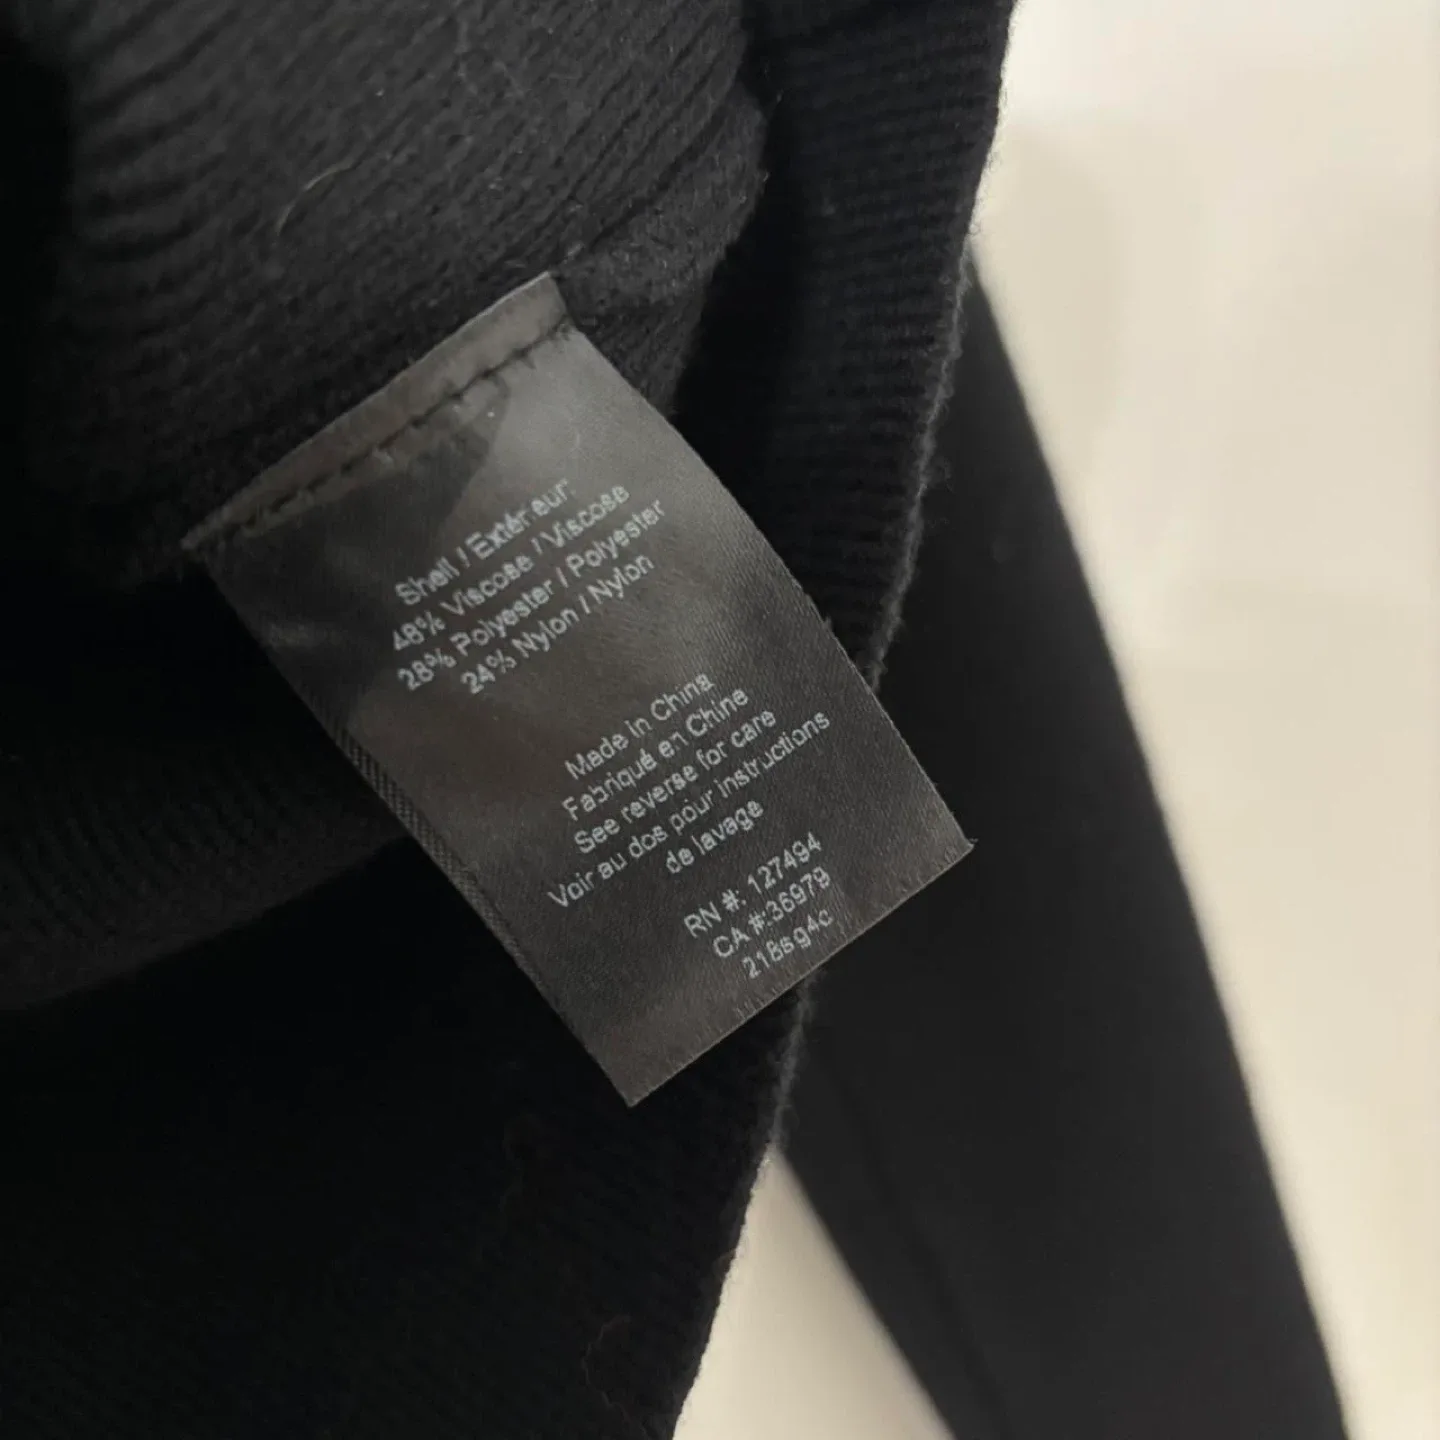 Shell / Extérieur:
48% Viscose / Viscose
28% Polyester / Polyester
24% Nylon / Nylon
Made in China
Fabriqué en Chine
See reverse for care
Voir au dos pour instructions
de lavage
RN #: 127494
CA #:36979
218sg4c